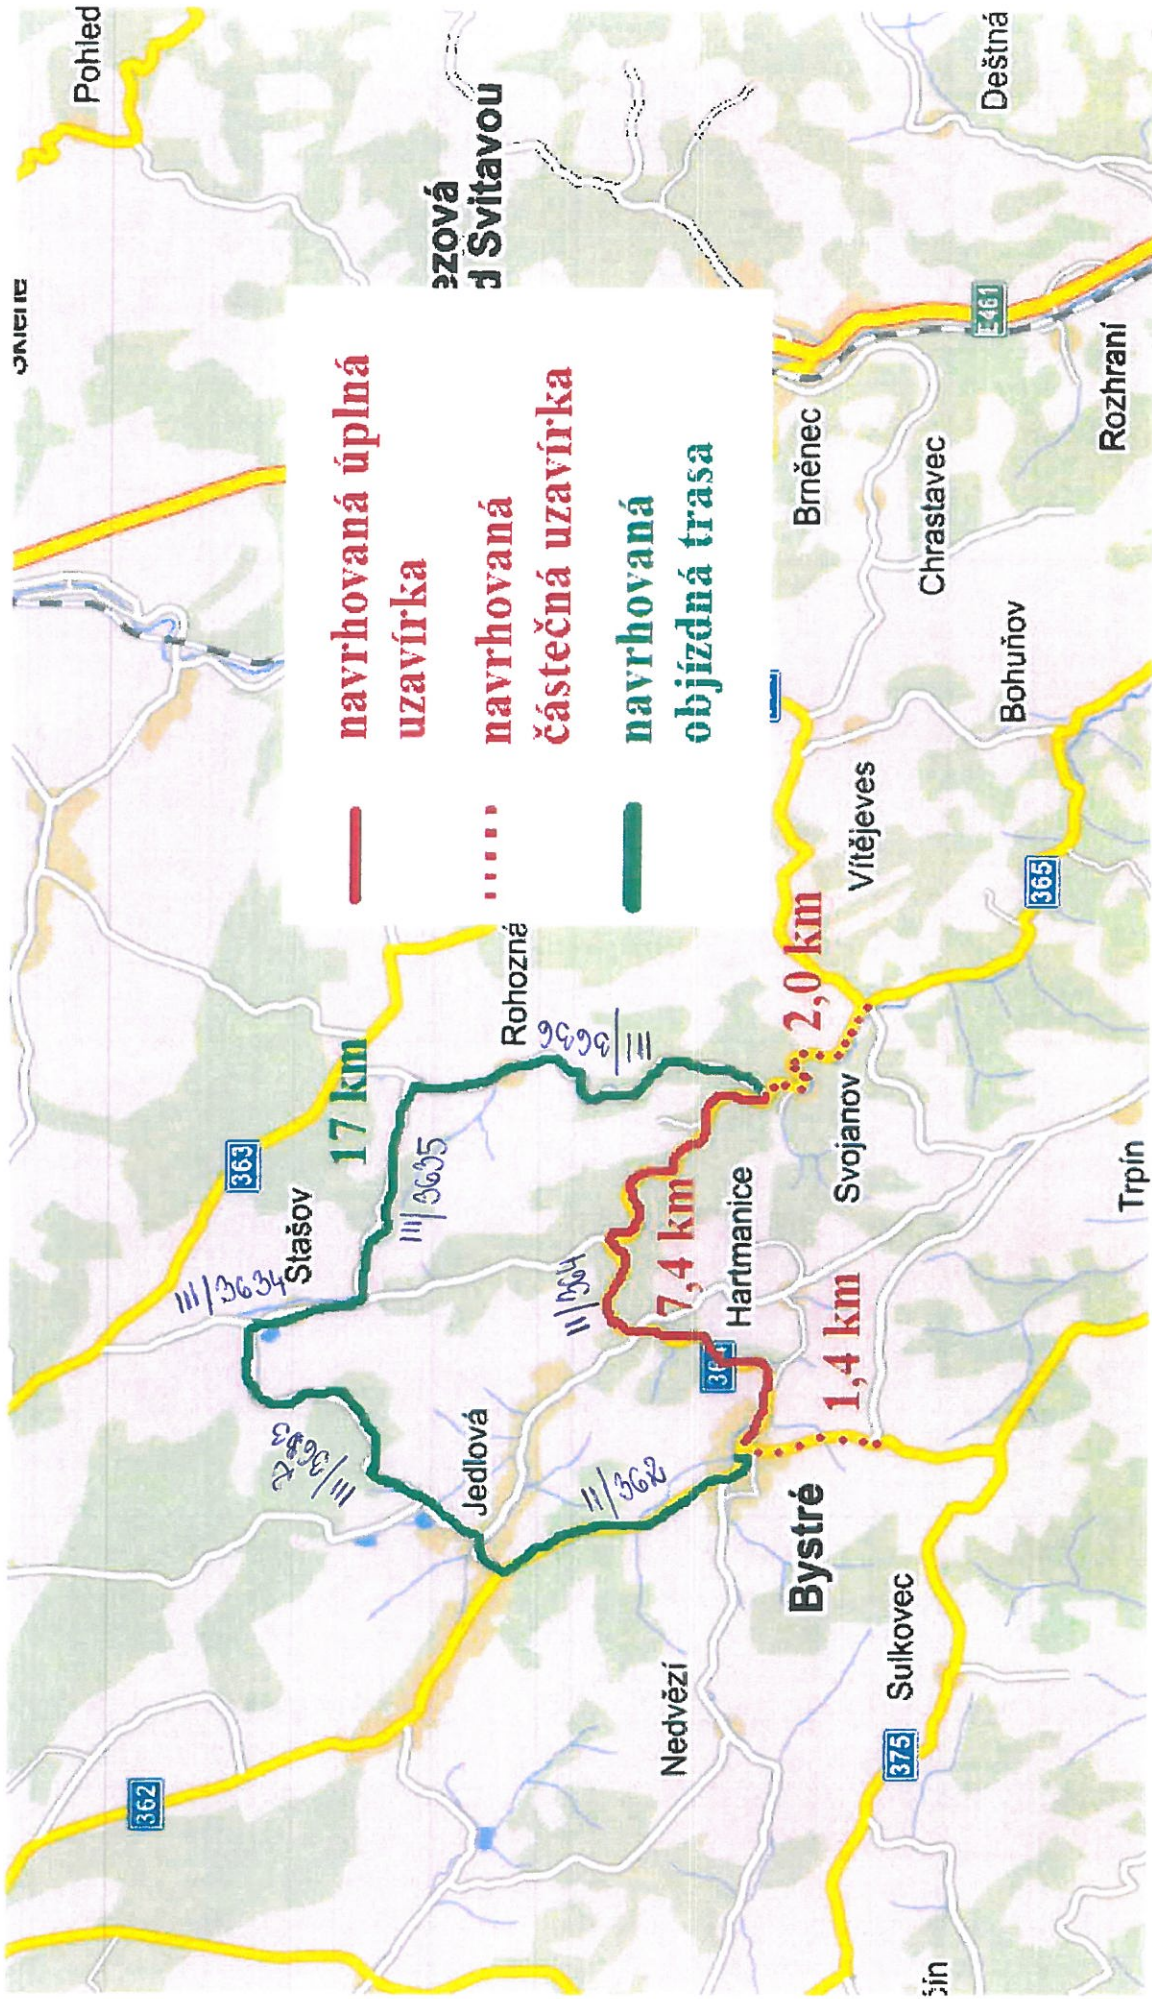 Pohled
362
III/3634
363
Stašov
17 km
navrhovaná úplná
uzavírka
navrhovaná
částečná uzavírka
navrhovaná
objízdná trasa
III/3635
ezová
d Svitavou
Jedlová
Rohozná
III/3636
II/364
II/362
Nedvězí
7,4 km
Hartmanice
Bystré
2,0 km
Brněnec
1,4 km
Svojanov
Vítějeves
Sulkovec
375
Chrastavec
E461
Deštná
Bohuňov
365
Rozhraní
Trpín